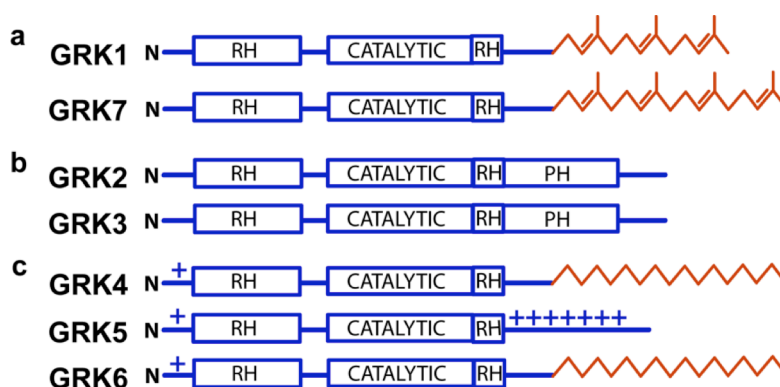 a
GRK1 N RH CATALYTIC RH
GRK7 N RH CATALYTIC RH
b
GRK2 N RH CATALYTIC RH PH
GRK3 N RH CATALYTIC RH PH
c
+
GRK4 N RH CATALYTIC RH
+ +++++++
GRK5 N RH CATALYTIC RH
+
GRK6 N RH CATALYTIC RH